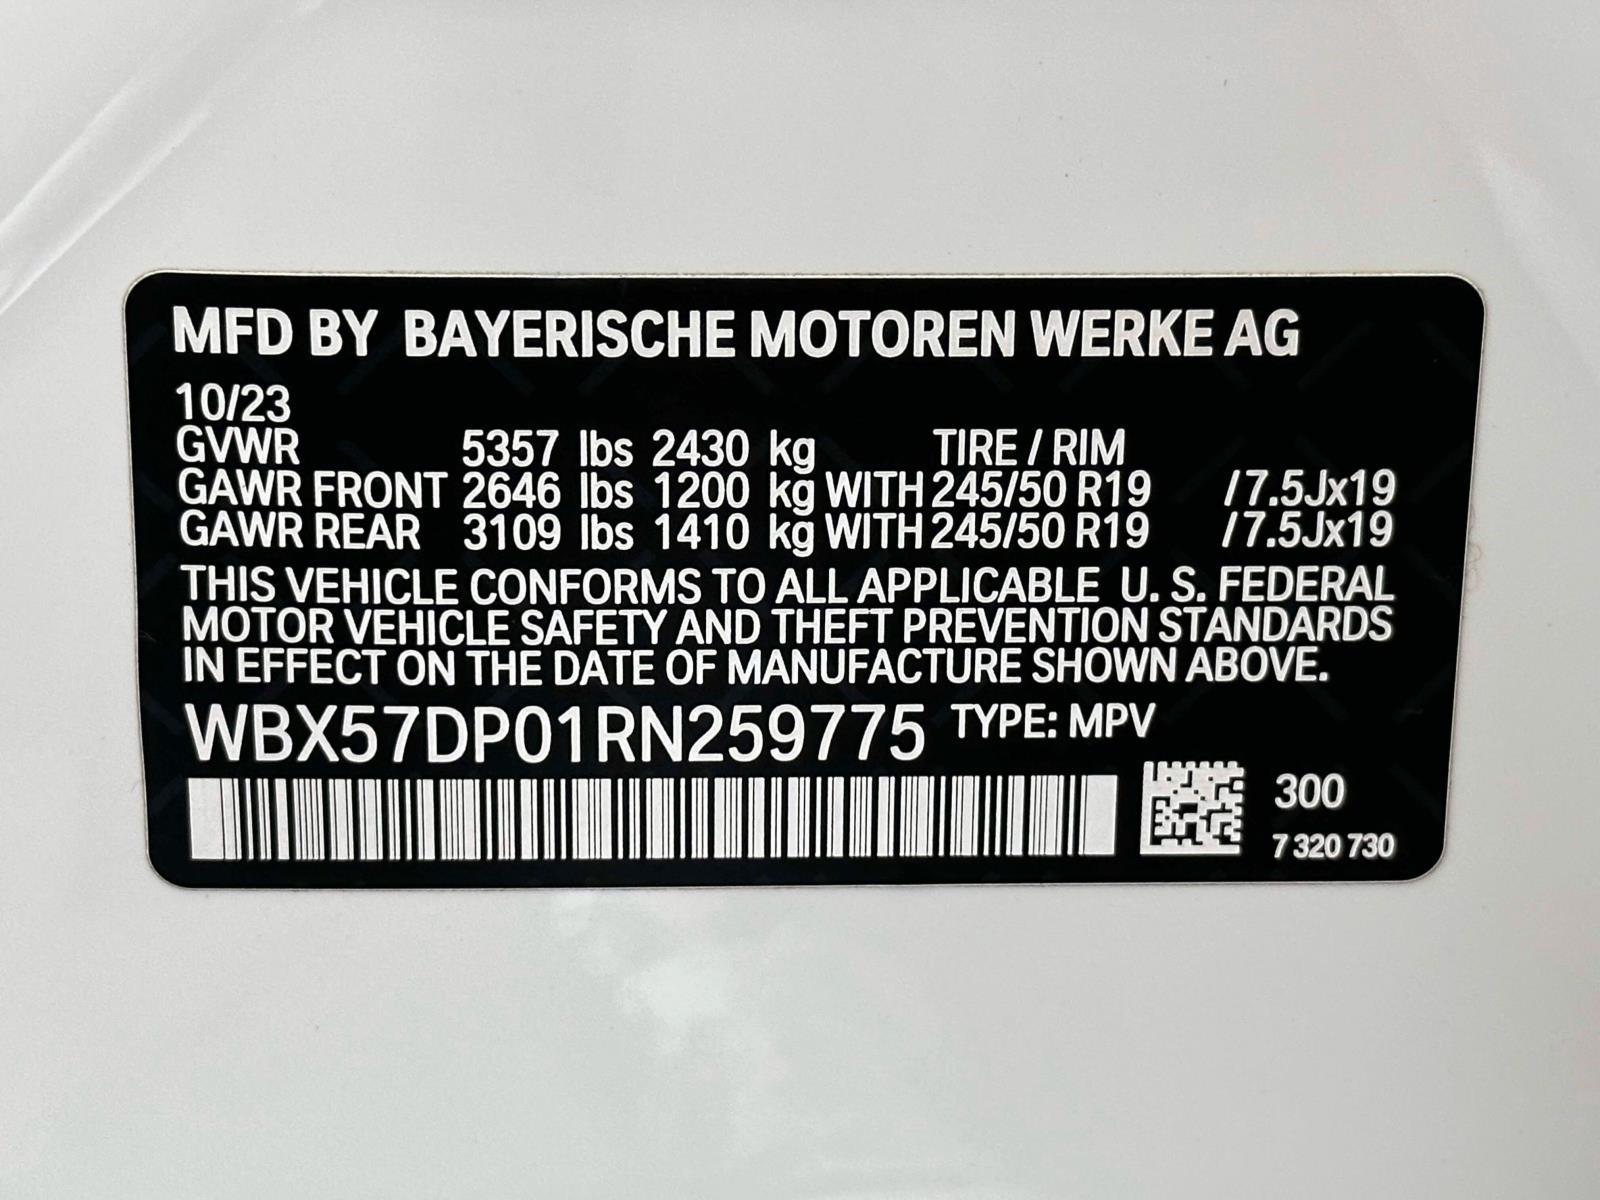 MFD BY BAYERISCHE MOTOREN WERKE AG
10/23
GVWR 5357 lbs 2430 kg TIRE / RIM
GAWR FRONT 2646 lbs 1200 kg WITH 245/50 R19 /7.5Jx19
GAWR REAR 3109 lbs 1410 kg WITH 245/50 R19 /7.5Jx19
THIS VEHICLE CONFORMS TO ALL APPLICABLE U. S. FEDERAL
MOTOR VEHICLE SAFETY AND THEFT PREVENTION STANDARDS
IN EFFECT ON THE DATE OF MANUFACTURE SHOWN ABOVE.
WBX57DP01RN259775 TYPE: MPV
300
7 320 730